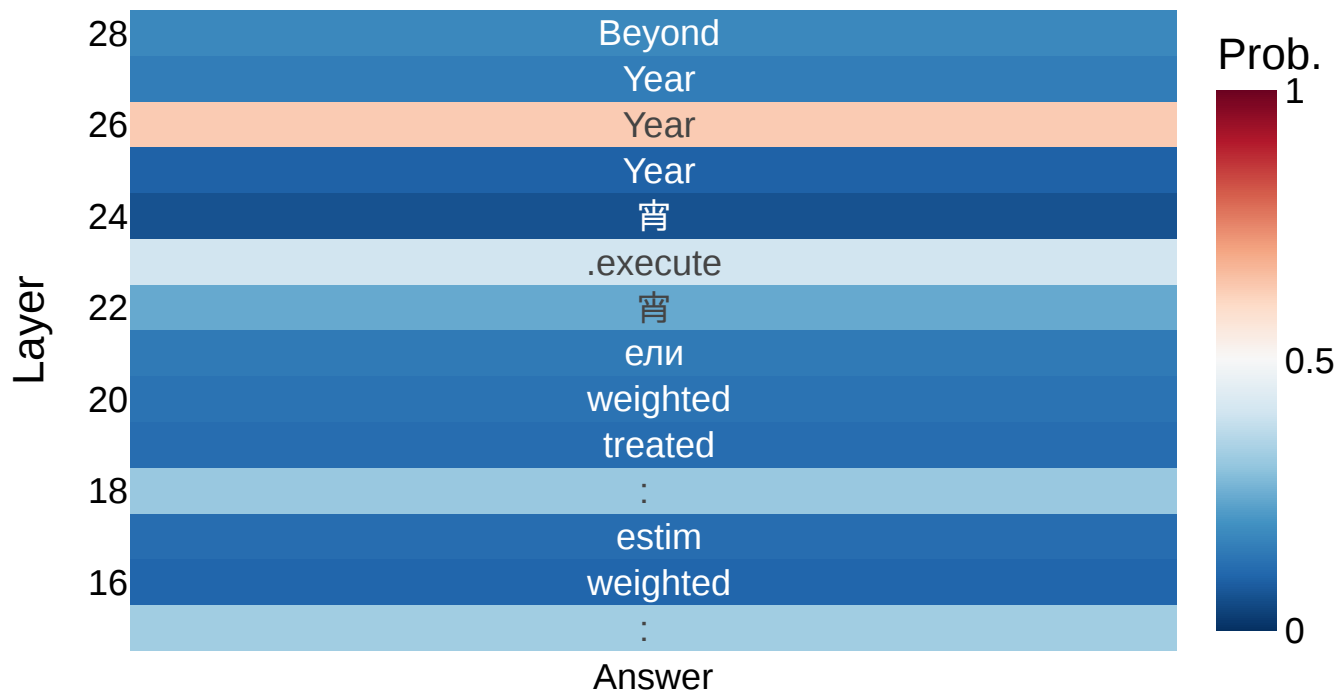 28 Beyond
Prob.
Year
1
26 Year
Year
24 宵
.execute
22 宵
ели
0.5
20 weighted
treated
18 :
estim
16 weighted
:
0
Layer
Answer